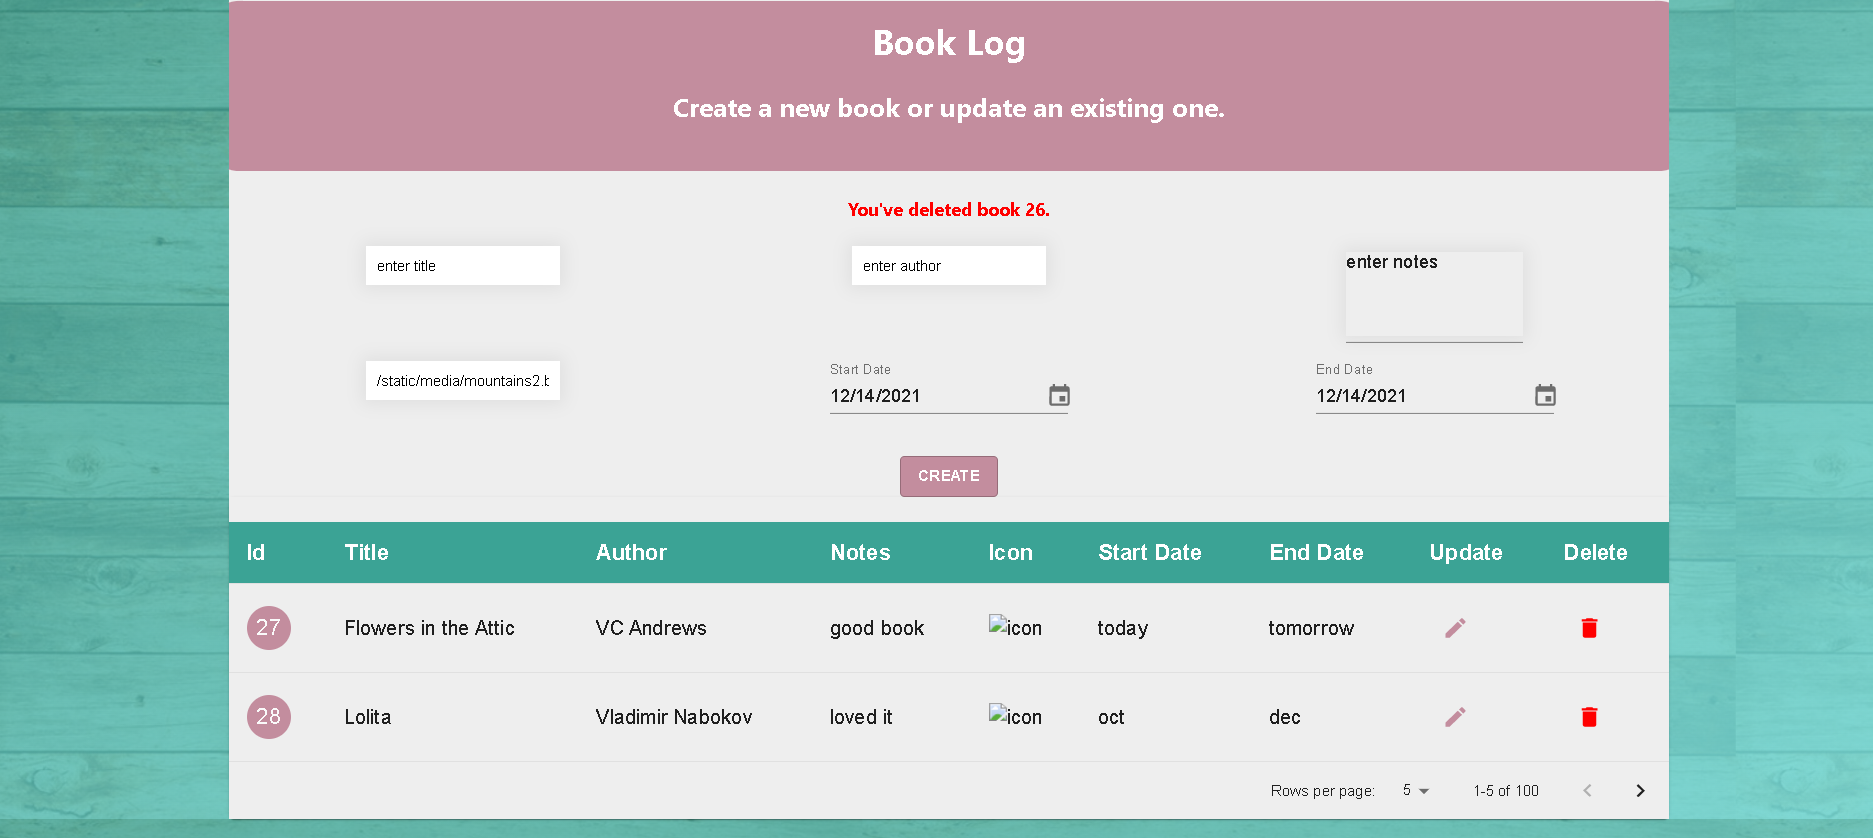 Book Log
Create a new book or update an existing one.
You've deleted book 26.
enter title
enter author
enter notes
/static/media/mountains2.b
Start Date
12/14/2021
End Date
12/14/2021
CREATE
Id Title Author Notes Icon Start Date End Date Update Delete
27 Flowers in the Attic VC Andrews good book icon today tomorrow
28 Lolita Vladimir Nabokov loved it icon oct dec
Rows per page: 5 1-5 of 100